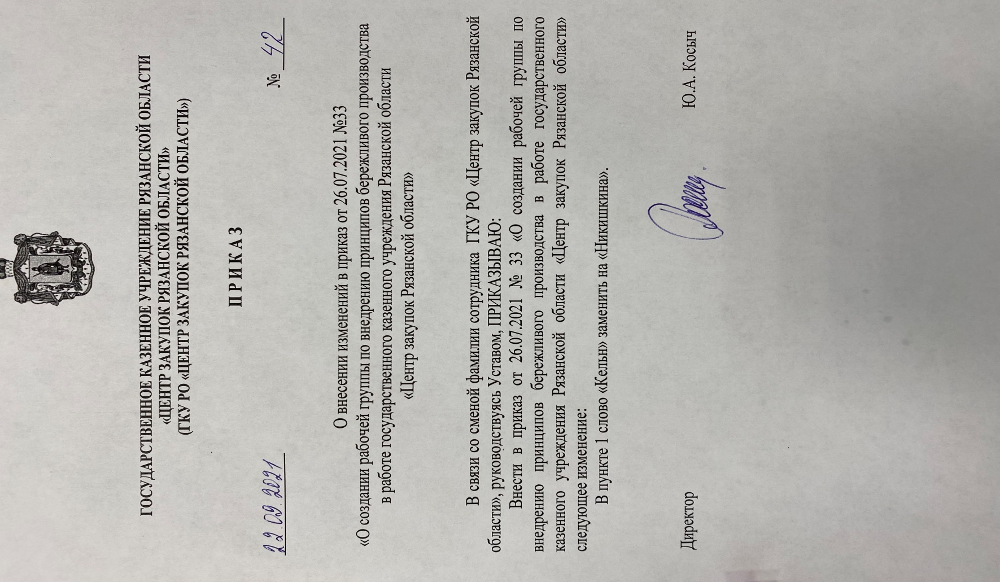 ГОСУДАРСТВЕННОЕ КАЗЕННОЕ УЧРЕЖДЕНИЕ РЯЗАНСКОЙ ОБЛАСТИ
«ЦЕНТР ЗАКУПОК РЯЗАНСКОЙ ОБЛАСТИ»
(ГКУ РО «ЦЕНТР ЗАКУПОК РЯЗАНСКОЙ ОБЛАСТИ»)
ПРИКАЗ
22.09.2021 № 42
О внесении изменений в приказ от 26.07.2021 №33
«О создании рабочей группы по внедрению принципов бережливого производства
в работе государственного казенного учреждения Рязанской области
«Центр закупок Рязанской области»
В связи со сменой фамилии сотрудника ГКУ РО «Центр закупок Рязанской
области», руководствуясь Уставом, ПРИКАЗЫВАЮ:
Внести в приказ от 26.07.2021 № 33 «О создании рабочей группы по
внедрению принципов бережливого производства в работе государственного
казенного учреждения Рязанской области «Центр закупок Рязанской области»
следующее изменение:
В пункте 1 слово «Кельн» заменить на «Никишкина».
Директор Ю.А. Косыч